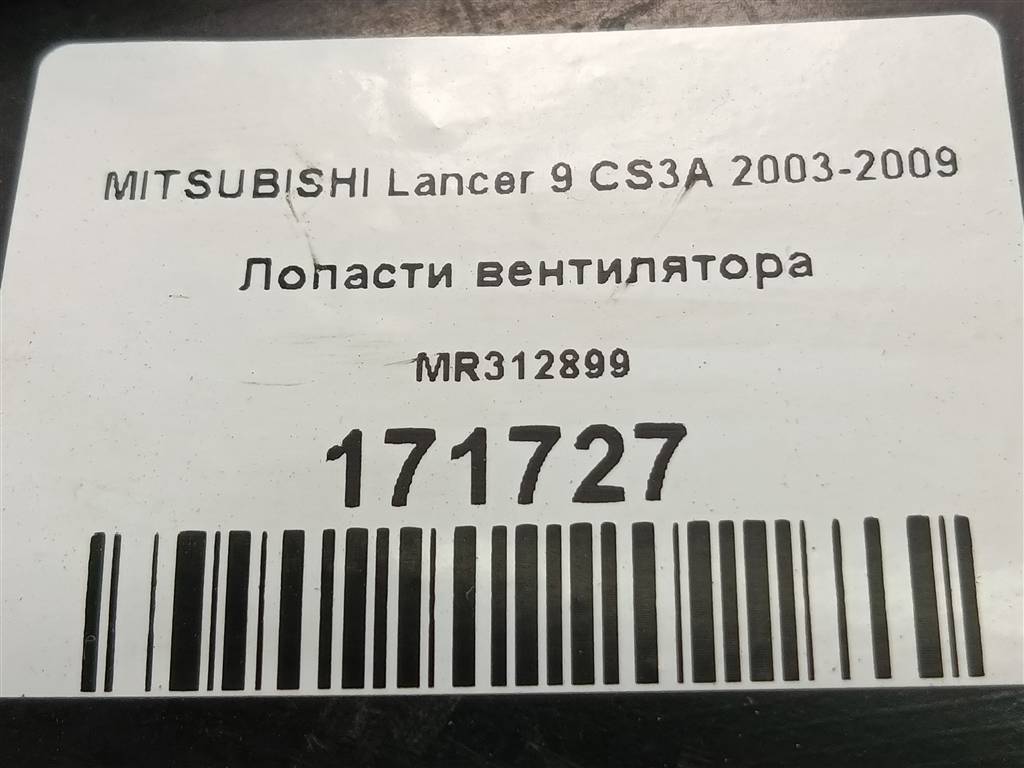 MITSUBISHI Lancer 9 CS3A 2003-2009
Лопасти вентилятора
MR312899
171727